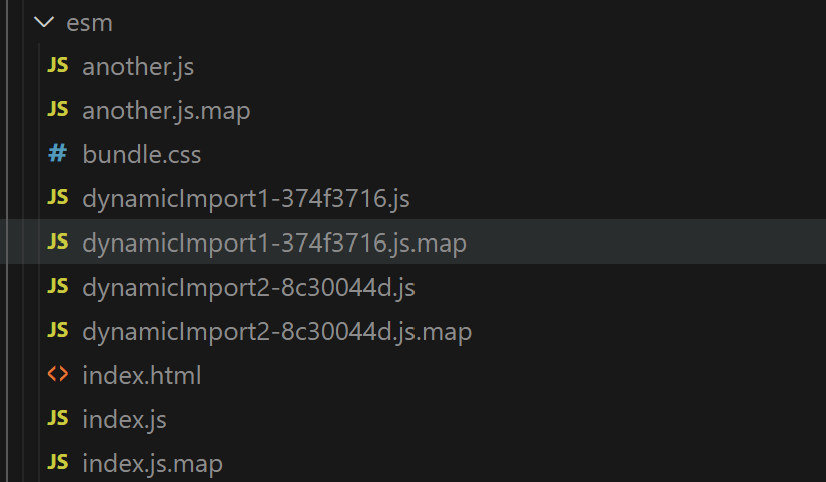 esm
JS another.js
JS another.js.map
# bundle.css
JS dynamicImport1-374f3716.js
JS dynamicImport1-374f3716.js.map
JS dynamicImport2-8c30044d.js
JS dynamicImport2-8c30044d.js.map
<> index.html
JS index.js
JS index.js.map